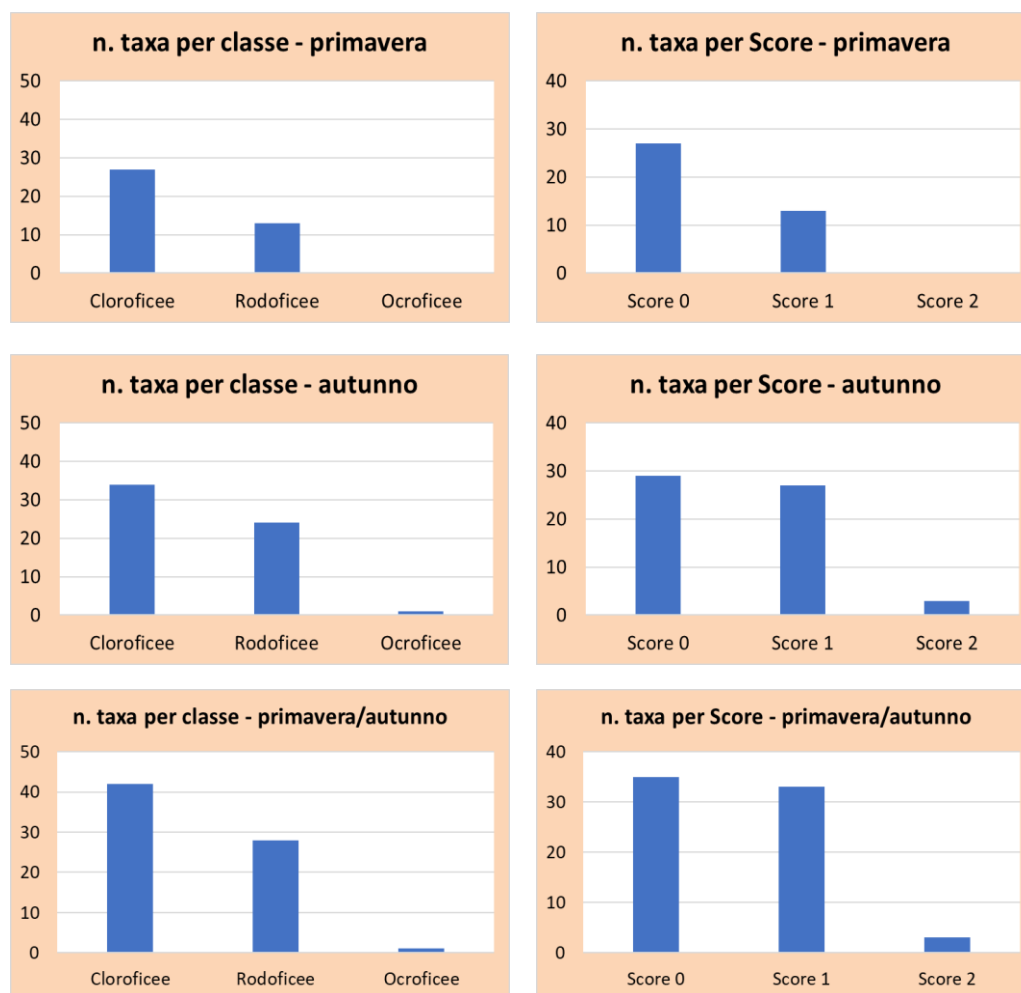 n. taxa per classe - primavera
50
40
30
20
10
0
Cloroficee Rodoficee Ocroficee
n. taxa per Score - primavera
40
30
20
10
0
Score 0 Score 1 Score 2
n. taxa per classe - autunno
50
40
30
20
10
0
Cloroficee Rodoficee Ocroficee
n. taxa per Score - autunno
40
30
20
10
0
Score 0 Score 1 Score 2
n. taxa per classe - primavera/autunno
50
40
30
20
10
0
Cloroficee Rodoficee Ocroficee
n. taxa per Score - primavera/autunno
40
30
20
10
0
Score 0 Score 1 Score 2